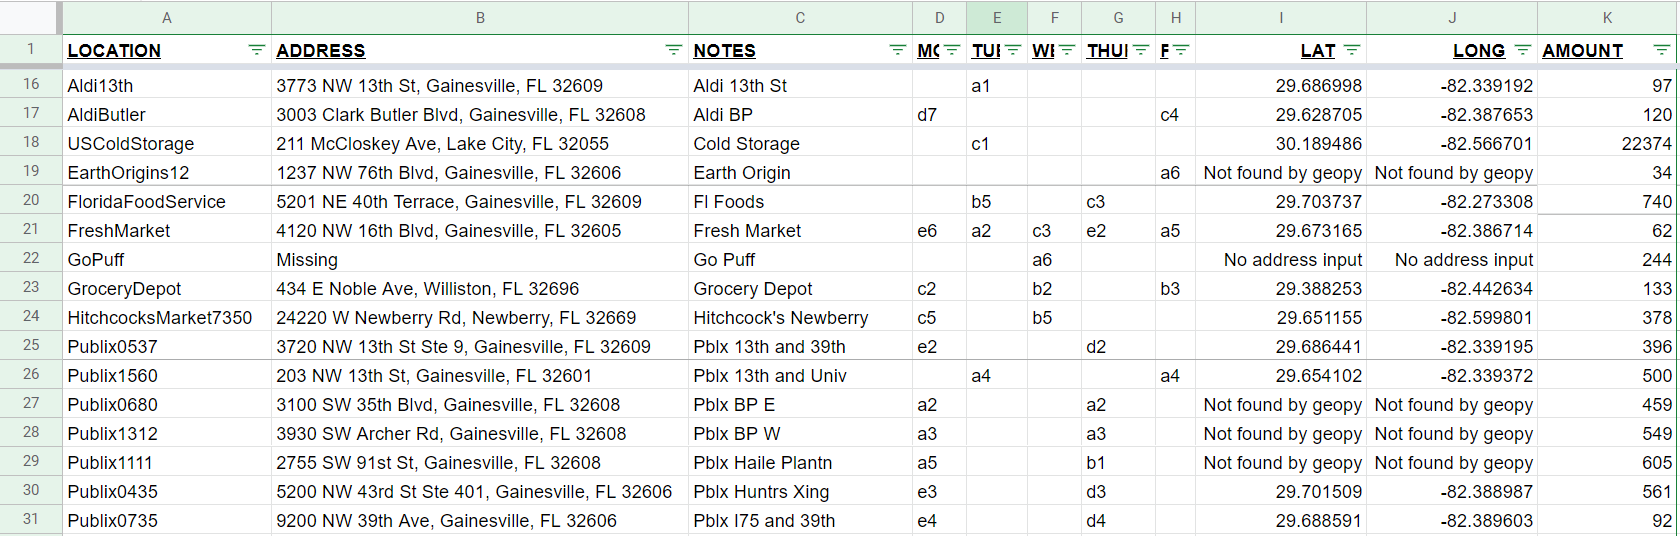 A B C D E F G H I J K
1 LOCATION ADDRESS NOTES MO TUE WE THUI F LAT LONG AMOUNT
16 Aldi13th 3773 NW 13th St, Gainesville, FL 32609 Aldi 13th St a1 29.686998 -82.339192 97
17 AldiButler 3003 Clark Butler Blvd, Gainesville, FL 32608 Aldi BP d7 c4 29.628705 -82.387653 120
18 USColdStorage 211 McCloskey Ave, Lake City, FL 32055 Cold Storage c1 30.189486 -82.566701 22374
19 EarthOrigins12 1237 NW 76th Blvd, Gainesville, FL 32606 Earth Origin a6 Not found by geopy Not found by geopy 34
20 FloridaFoodService 5201 NE 40th Terrace, Gainesville, FL 32609 Fl Foods b5 c3 29.703737 -82.273308 740
21 FreshMarket 4120 NW 16th Blvd, Gainesville, FL 32605 Fresh Market e6 a2 c3 e2 a5 29.673165 -82.386714 62
22 GoPuff Missing Go Puff a6 No address input No address input 244
23 GroceryDepot 434 E Noble Ave, Williston, FL 32696 Grocery Depot c2 b2 b3 29.388253 -82.442634 133
24 HitchcocksMarket7350 24220 W Newberry Rd, Newberry, FL 32669 Hitchcock's Newberry c5 b5 29.651155 -82.599801 378
25 Publix0537 3720 NW 13th St Ste 9, Gainesville, FL 32609 Pblx 13th and 39th e2 d2 29.686441 -82.339195 396
26 Publix1560 203 NW 13th St, Gainesville, FL 32601 Pblx 13th and Univ a4 a4 29.654102 -82.339372 500
27 Publix0680 3100 SW 35th Blvd, Gainesville, FL 32608 Pblx BP E a2 a2 Not found by geopy Not found by geopy 459
28 Publix1312 3930 SW Archer Rd, Gainesville, FL 32608 Pblx BP W a3 a3 Not found by geopy Not found by geopy 549
29 Publix1111 2755 SW 91st St, Gainesville, FL 32608 Pblx Haile Plantn a5 b1 Not found by geopy Not found by geopy 605
30 Publix0435 5200 NW 43rd St Ste 401, Gainesville, FL 32606 Pblx Huntrs Xing e3 d3 29.701509 -82.388987 561
31 Publix0735 9200 NW 39th Ave, Gainesville, FL 32606 Pblx I75 and 39th e4 d4 29.688591 -82.389603 92